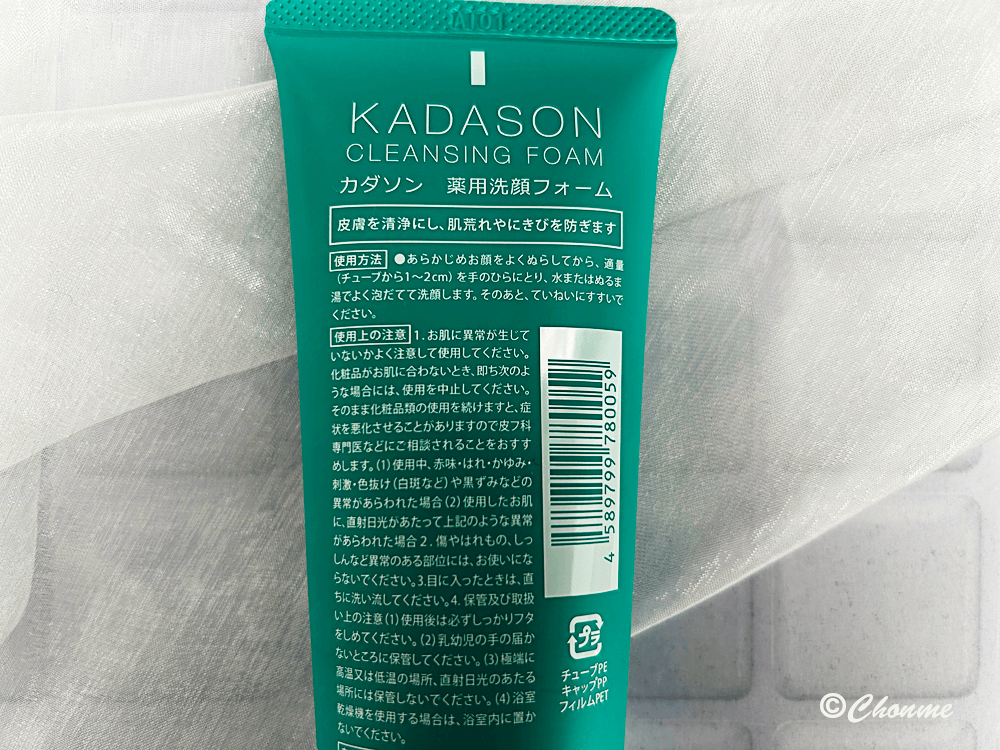 A101
KADASON
CLEANSING FOAM
カダソン 薬用洗顔フォーム
皮膚を清浄にし、肌荒れやにきびを防ぎます
使用方法 ●あらかじめお顔をよくぬらしてから、適量
(チューブから1〜2cm)を手のひらにとり、水またはぬるま
湯でよく泡だてて洗顔します。そのあと、ていねいにすすいで
ください。
使用上の注意 1.お肌に異常が生じて
いないかよく注意して使用してください。
化粧品がお肌に合わないとき、即ち次のよ
うな場合には、使用を中止してください。
そのまま化粧品類の使用を続けますと、症
状を悪化させることがありますので皮フ科
専門医などにご相談されることをおすす
めします。(1)使用中、赤味・はれ・かゆみ・
刺激・色抜け(白斑など)や黒ずみなどの
異常があらわれた場合(2)使用したお肌
に、直射日光があたって上記のような異常
があらわれた場合2.傷やはれもの、しっ
しんなど異常のある部位には、お使いにな
らないでください。3.目に入ったときは、直
ちに洗い流してください。4.保管及び取扱
い上の注意(1)使用後は必ずしっかりフタ
をしめてください。(2)乳幼児の手の届か
ないところに保管してください。(3)極端に
高温又は低温の場所、直射日光のあたる
場所には保管しないでください。(4)浴室
乾燥機を使用する場合は、浴室内に置か
ないでください。
4 589799 780059
プラ
チューブPE
キャップPP
フィルムPET
©Chonme